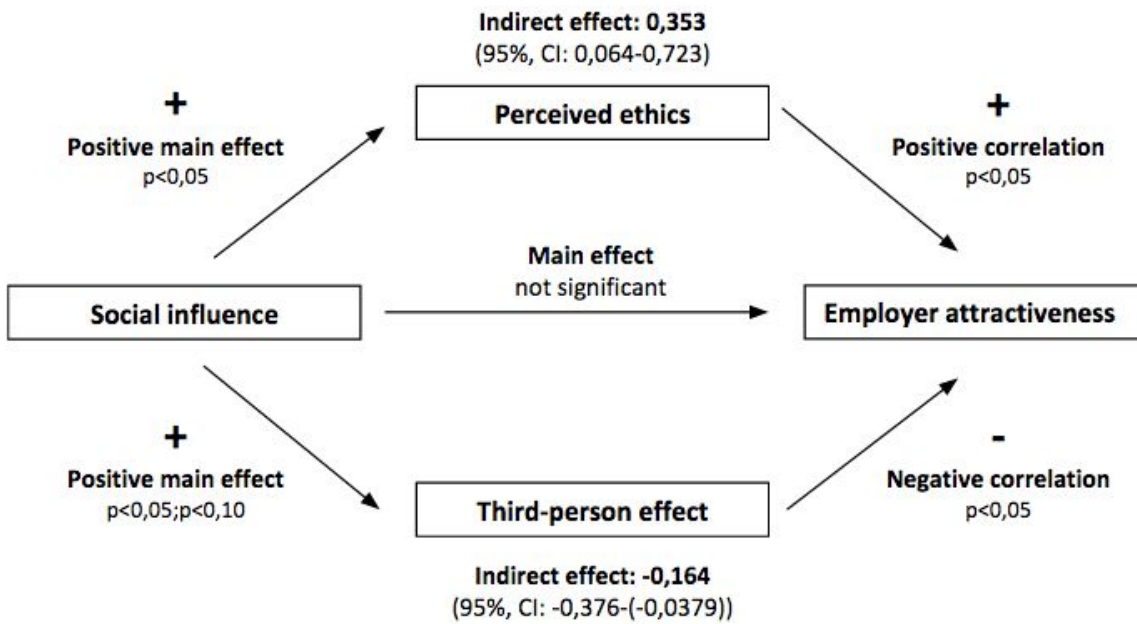 Indirect effect: 0,353
(95%, CI: 0,064-0,723)
+
Positive main effect
p<0,05
Perceived ethics
+
Positive correlation
p<0,05
Main effect
not significant
Social influence
Employer attractiveness
+
Positive main effect
p<0,05;p<0,10
Third-person effect
-
Negative correlation
p<0,05
Indirect effect: -0,164
(95%, CI: -0,376-(-0,0379))